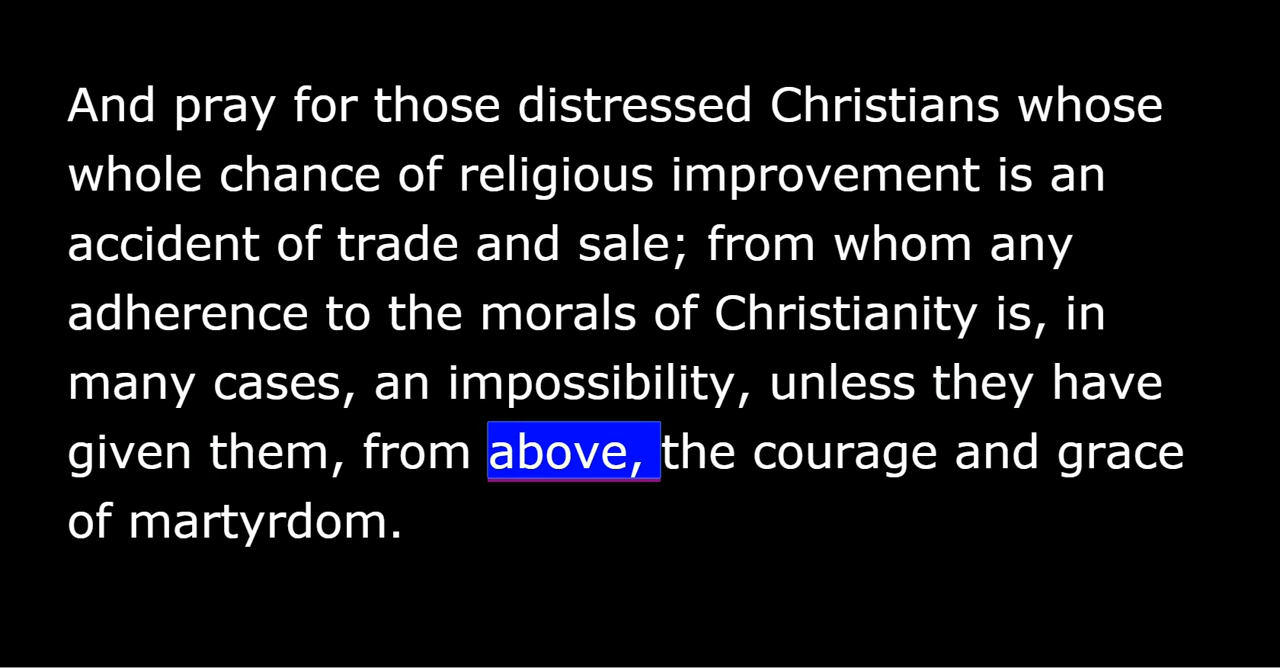 And pray for those distressed Christians whose
whole chance of religious improvement is an
accident of trade and sale; from whom any
adherence to the morals of Christianity is, in
many cases, an impossibility, unless they have
given them, from above, the courage and grace
of martyrdom.